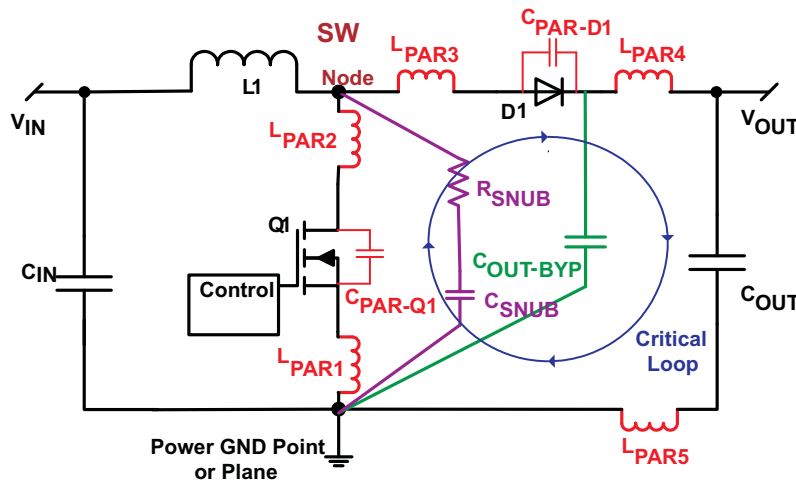 SW
Node
L1
LPAR3
CPAR-D1
D1
LPAR4
VIN
VOUT
LPAR2
Q1
RSNUB
CIN
Control
CPAR-Q1
COUT-BYP
CSNUB
COUT
Critical
Loop
LPAR1
LPAR5
Power GND Point
or Plane